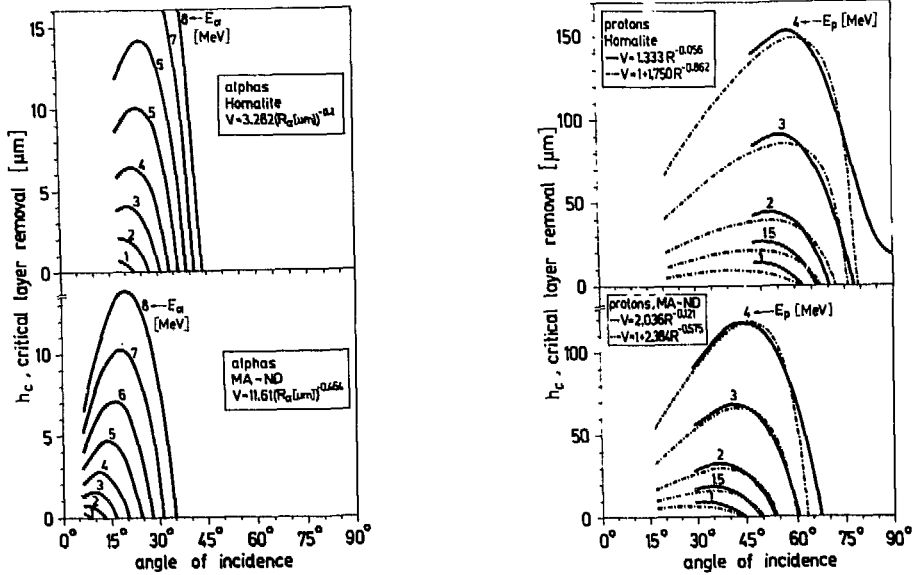 15
10
5
0
8 ← Eα
7
[MeV]
5
5
4
3
2
1
alphas
Homalite
V=3.282(Rα[μm])
hc, critical layer removal [μm]
10
5
0
8 ← Eα
[MeV]
7
6
5
4
3
2
alphas
MA-ND
V=11.61(Rα[μm])-0.464
0° 15° 30° 45° 60° 75° 90°
angle of incidence
150
100
50
0
protons
Homalite
V=1.333R-0.056
V=1+1,750R-0.862
4 ← Ep [MeV]
3
2
15
1
hc, critical layer removal [μm]
100
50
0
protons, MA-ND
V=2,036R-0.121
V=1+2.384R-0.575
4 ← Ep [MeV]
3
2
15
1
0° 15° 30° 45° 60° 75° 90°
angle of incidence